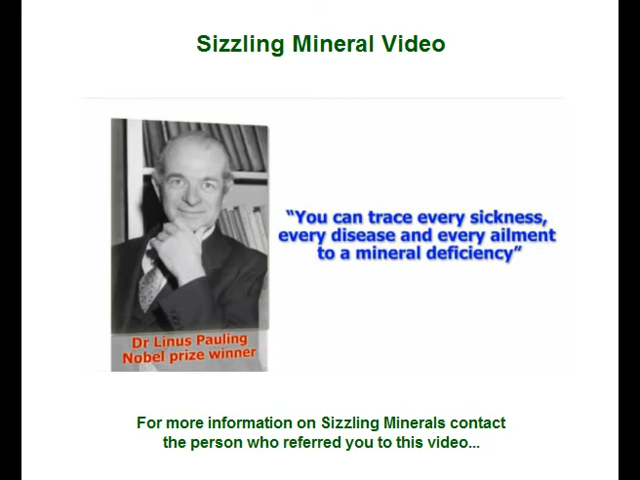 Sizzling Mineral Video
“You can trace every sickness,
every disease and every ailment
to a mineral deficiency”
Dr Linus Pauling
Nobel prize winner
For more information on Sizzling Minerals contact
the person who referred you to this video...